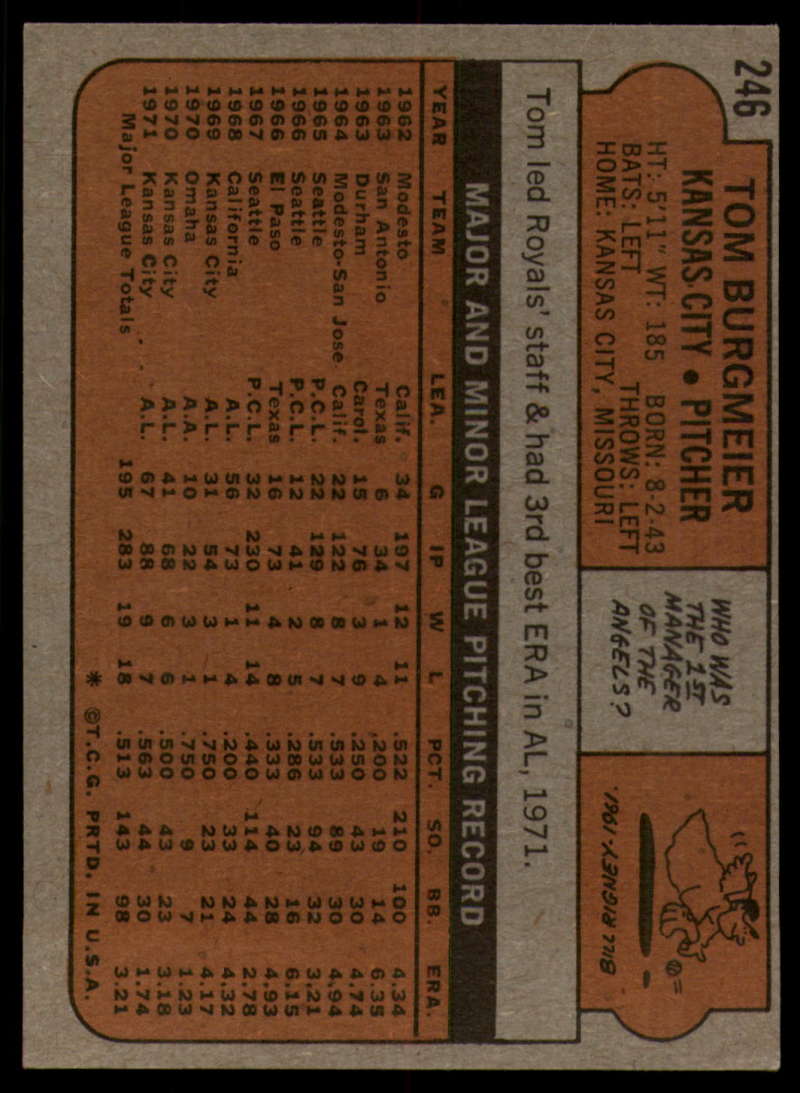 246
TOM BURGMEIER
KANSAS CITY • PITCHER
HT: 5'11" WT: 185 BORN: 8-2-43
BATS: LEFT THROWS: LEFT
HOME: KANSAS CITY, MISSOURI
WHO WAS
THE 1ST
MANAGER
OF THE
ANGELS?
BILL RIGNEY, 1961.
Tom led Royals' staff & had 3rd best ERA in AL, 1971.
MAJOR AND MINOR LEAGUE PITCHING RECORD
YEAR TEAM LEA. G IP W L PCT. SO. BB. ERA.
1962 Modesto Calif. 34 197 12 11 .522 210 100 4.34
1963 San Antonio Texas 6 34 1 4 .200 19 14 6.35
1963 Durham Carol. 15 76 3 9 .250 43 30 4.74
1964 Modesto-San Jose Calif. 22 122 8 7 .533 89 30 4.94
1965 Seattle P.C.L. 22 129 8 7 .533 94 32 3.21
1966 Seattle P.C.L. 12 41 2 5 .286 23 16 6.15
1966 El Paso Texas 16 73 4 8 .333 40 28 4.93
1967 Seattle P.C.L. 32 230 11 14 .440 114 44 2.78
1968 California A.L. 56 73 1 4 .200 33 24 4.32
1969 Kansas City A.L. 31 54 3 1 .750 23 21 4.17
1970 Omaha A.A. 10 22 3 1 .750 9 7 1.23
1970 Kansas City A.L. 41 68 6 6 .500 43 23 3.18
1971 Kansas City A.L. 67 88 9 7 .563 44 30 1.74
Major League Totals 195 283 19 18 .513 143 98 3.21
* ©T.C.G. PRTD. IN U.S.A.